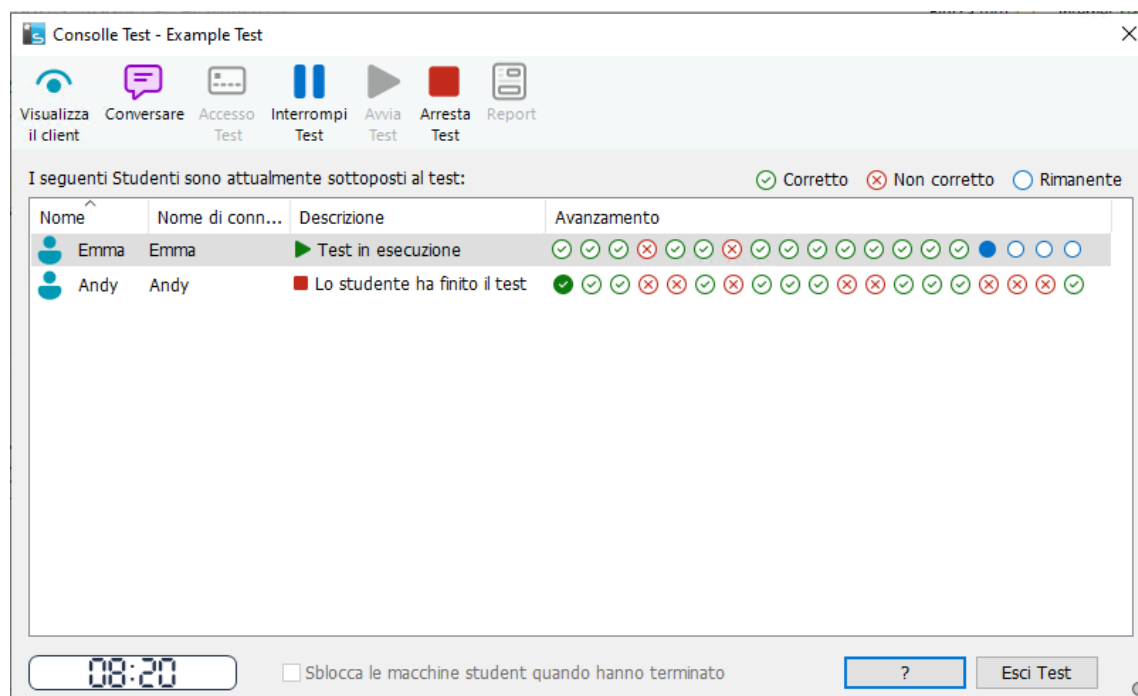 Consolle Test - Example Test
Visualizza il client
Conversare
Accesso Test
Interrompi Test
Avvia Test
Arresta Test
Report
I seguenti Studenti sono attualmente sottoposti al test:
Corretto Non corretto Rimanente
Nome Nome di conn... Descrizione Avanzamento
Emma Emma Test in esecuzione
Andy Andy Lo studente ha finito il test
08:20 Sblocca le macchine student quando hanno terminato ? Esci Test